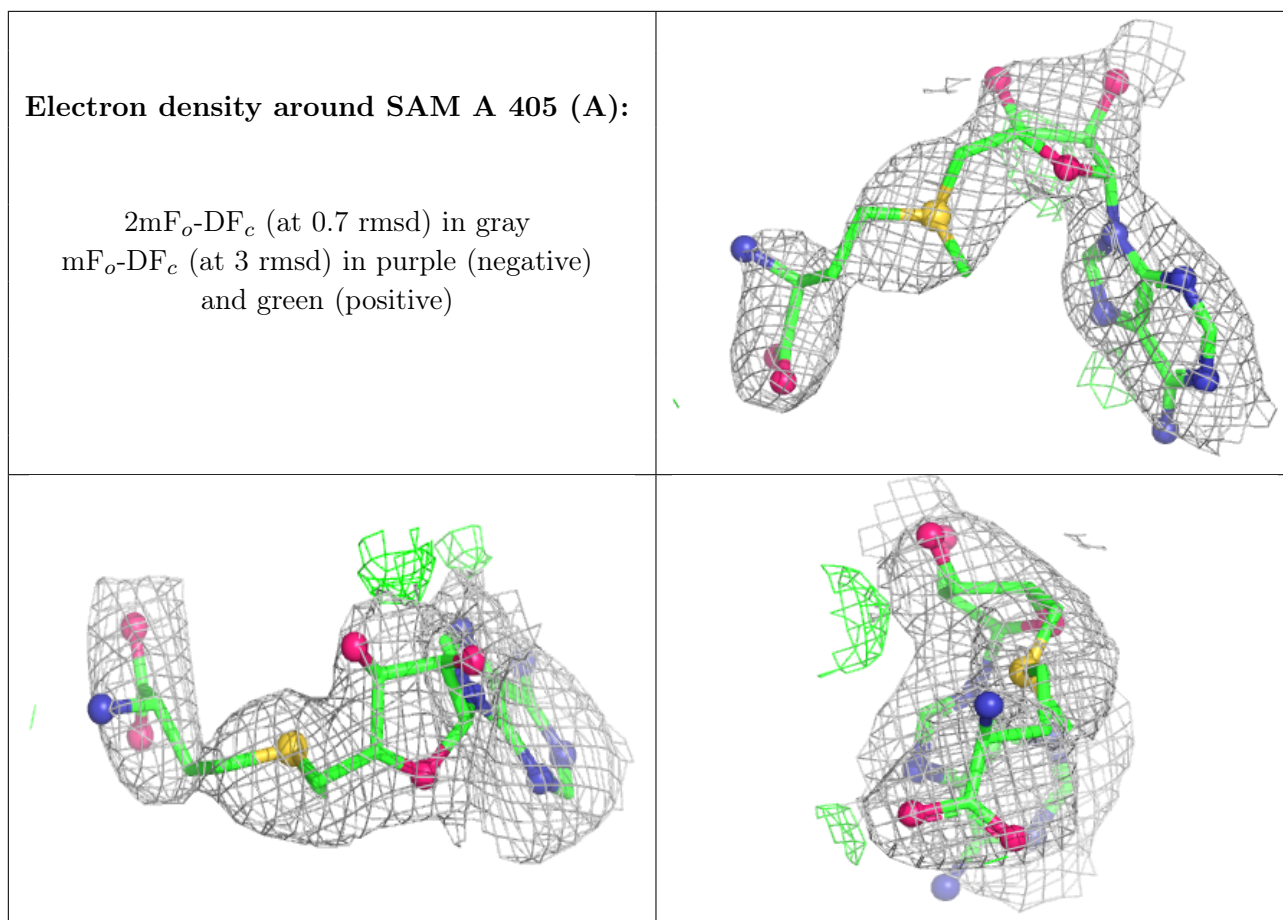 Electron density around SAM A 405 (A):
2mFo-DFc (at 0.7 rmsd) in gray
mFo-DFc (at 3 rmsd) in purple (negative)
and green (positive)